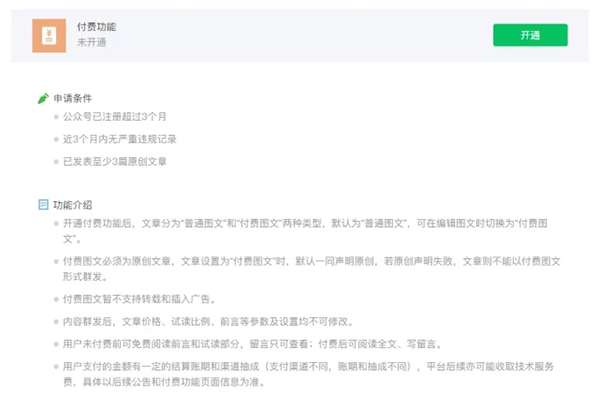 付费功能
未开通
开通
申请条件
公众号已注册超过3个月
近3个月内无严重违规记录
已发表至少3篇原创文章
功能介绍
开通付费功能后，文章分为“普通图文”和“付费图文”两种类型，默认为“普通图文”，可在编辑图文时切换为“付费图
文”。
付费图文必须为原创文章，文章设置为“付费图文”时，默认一同声明原创，若原创声明失败，文章则不能以付费图文
形式群发。
付费图文暂不支持转载和插入广告。
内容群发后，文章价格、试读比例、前言等参数及设置均不可修改。
用户未付费前可免费阅读前言和试读部分，留言只可查看；付费后可阅读全文、写留言。
用户支付的金额有一定的结算账期和渠道抽成（支付渠道不同，账期和抽成不同），平台后续亦可能收取技术服务
费，具体以后续公告和付费功能页面信息为准。